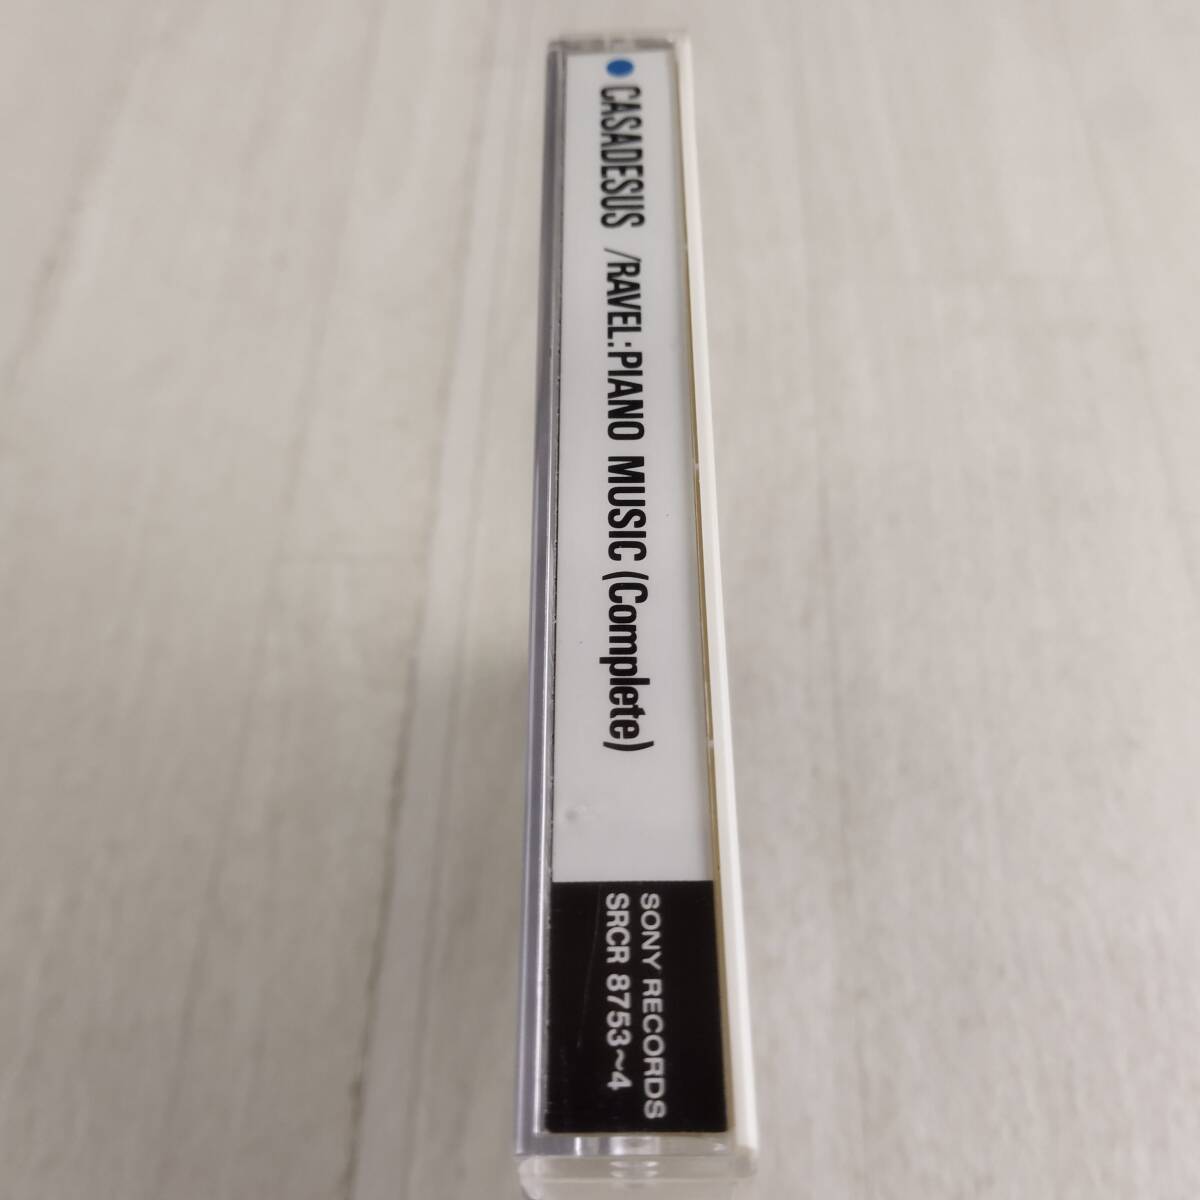 CASADESUS /RAVEL:PIANO MUSIC (Complete)
SONY RECORDS
SRCR 8753~4